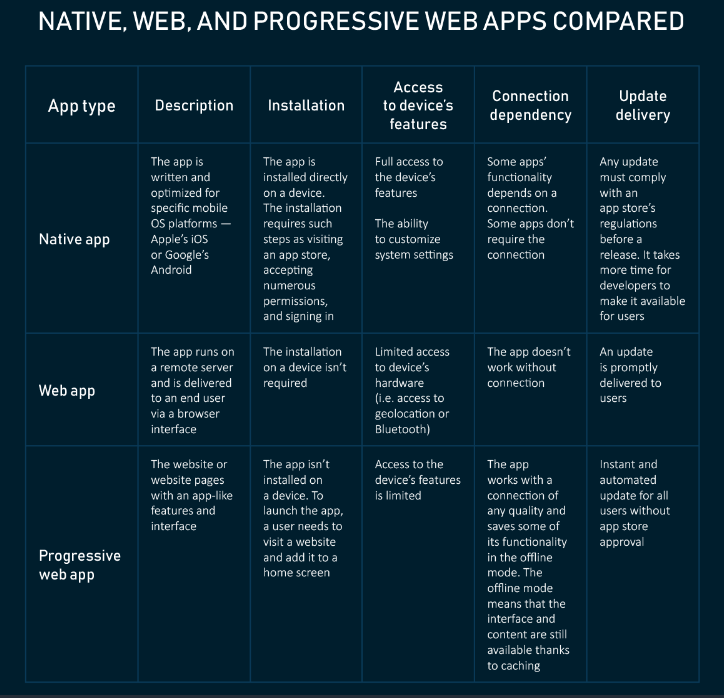 NATIVE, WEB, AND PROGRESSIVE WEB APPS COMPARED
App type
Description
Installation
Access
to device's
features
Connection
dependency
Update
delivery
Native app
The app is
written and
optimized for
specific mobile
OS platforms —
Apple's iOS
or Google's
Android
The app is
installed directly
on a device.
The installation
requires such
steps as visiting
an app store,
accepting
numerous
permissions,
and signing in
Full access to
the device's
features
The ability
to customize
system settings
Some apps'
functionality
depends on a
connection.
Some apps don't
require the
connection
Any update
must comply
with an
app store's
regulations
before a
release. It takes
more time for
developers to
make it available
for users
Web app
The app runs on
a remote server
and is delivered
to an end user
via a browser
interface
The installation
on a device isn't
required
Limited access
to device's
hardware
(i.e. access to
geolocation or
Bluetooth)
The app doesn't
work without
connection
An update
is promptly
delivered to
users
Progressive
web app
The website or
website pages
with an app-like
features and
interface
The app isn't
installed on
a device. To
launch the app,
a user needs to
visit a website
and add it to a
home screen
Access to the
device's features
is limited
The app
works with a
connection of
any quality and
saves some of
its functionality
in the offline
mode. The
offline mode
means that the
interface and
content are still
available thanks
to caching
Instant and
automated
update for all
users without
app store
approval